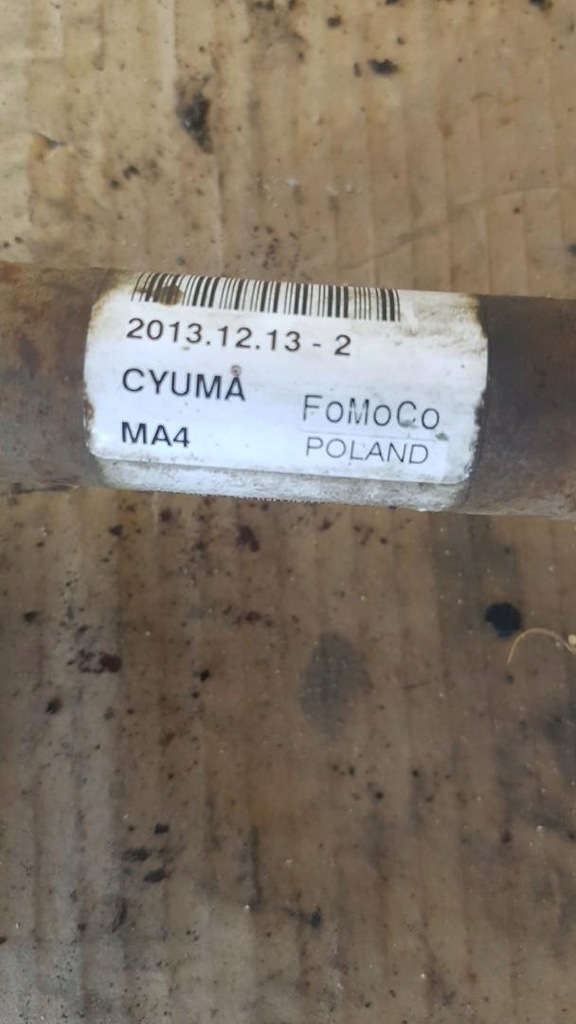 2013.12.13 - 2
CYUMA
FoMoCo
MA4
POLAND